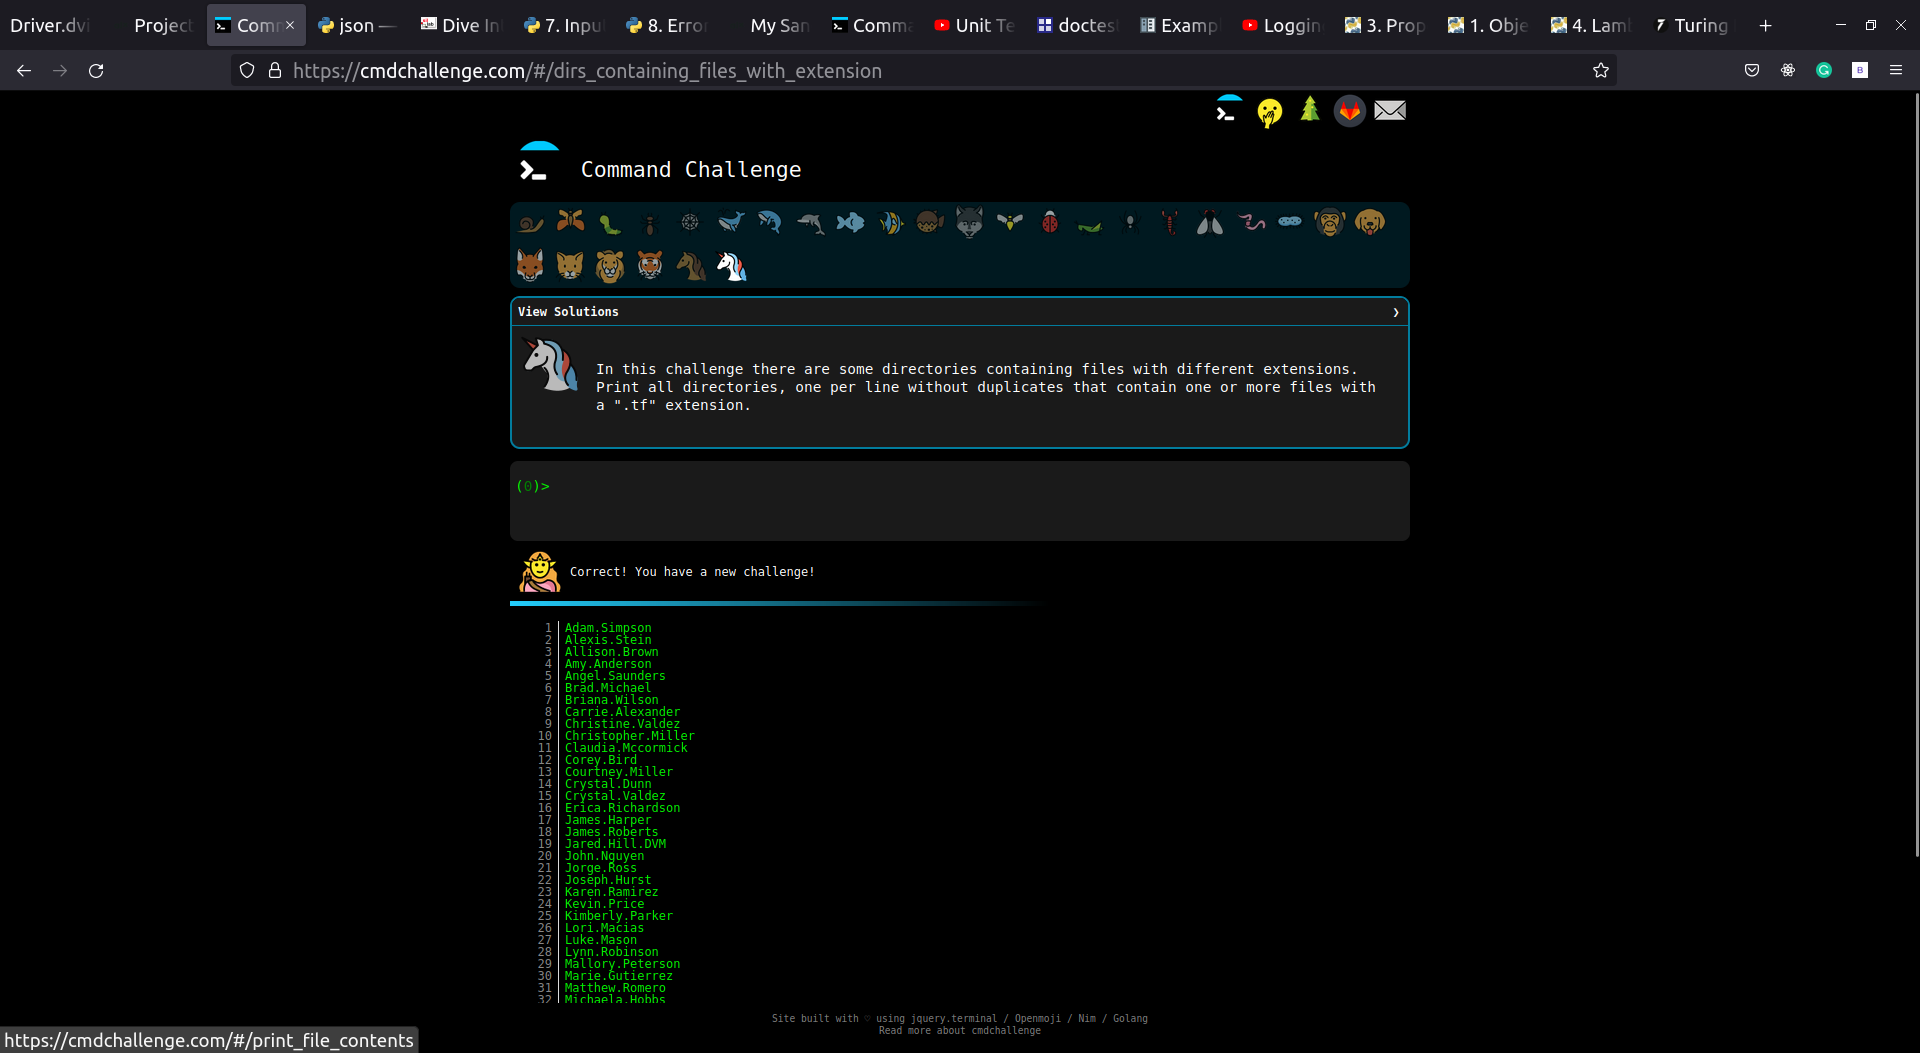 Driver.dvi
Project
Comm
json —
Dive In
7. Inpu
8. Erro
My San
Comma
Unit Te
doctes
Examp
Loggin
3. Prop
1. Obje
4. Lamb
Turing
https://cmdchallenge.com/#/dirs_containing_files_with_extension
Command Challenge
View Solutions
In this challenge there are some directories containing files with different extensions.
Print all directories, one per line without duplicates that contain one or more files with
a ".tf" extension.
(0)>
Correct! You have a new challenge!
1 Adam.Simpson
2 Alexis.Stein
3 Allison.Brown
4 Amy.Anderson
5 Angel.Saunders
6 Brad.Michael
7 Briana.Wilson
8 Carrie.Alexander
9 Christine.Valdez
10 Christopher.Miller
11 Claudia.Mccormick
12 Corey.Bird
13 Courtney.Miller
14 Crystal.Dunn
15 Crystal.Valdez
16 Erica.Richardson
17 James.Harper
18 James.Roberts
19 Jared.Hill.DVM
20 John.Nguyen
21 Jorge.Ross
22 Joseph.Hurst
23 Karen.Ramirez
24 Kevin.Price
25 Kimberly.Parker
26 Lori.Macias
27 Luke.Mason
28 Lynn.Robinson
29 Mallory.Peterson
30 Marie.Gutierrez
31 Matthew.Romero
32 Michaela.Hobbs
Site built with ♡ using jquery.terminal / Openmoji / Nim / Golang
Read more about cmdchallenge
https://cmdchallenge.com/#/print_file_contents